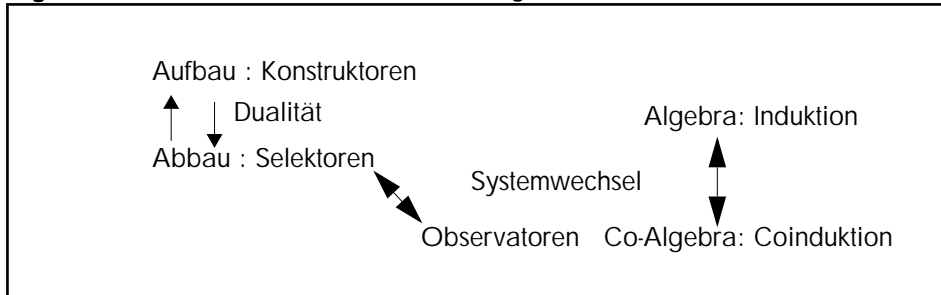 Aufbau : Konstruktoren
Dualität
Algebra: Induktion
Abbau : Selektoren
Systemwechsel
Observatoren Co-Algebra: Coinduktion